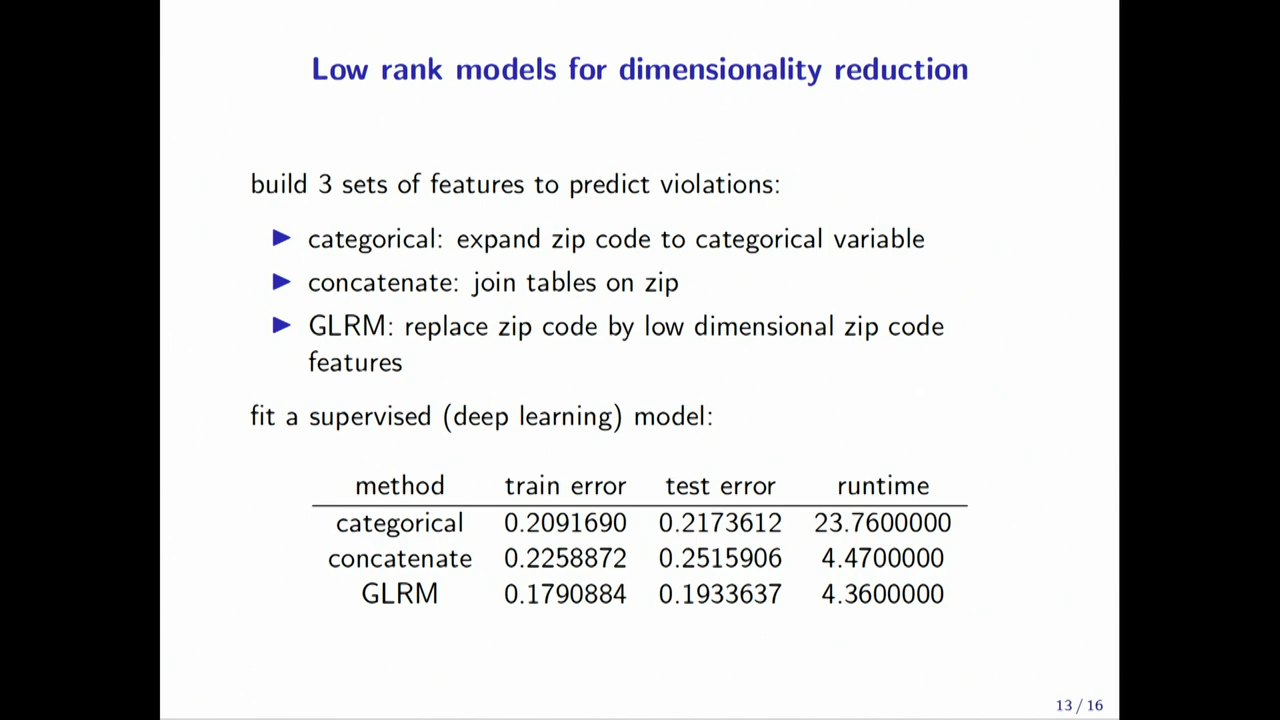 Low rank models for dimensionality reduction
build 3 sets of features to predict violations:
▶ categorical: expand zip code to categorical variable
▶ concatenate: join tables on zip
▶ GLRM: replace zip code by low dimensional zip code
features
fit a supervised (deep learning) model:
method train error test error runtime
categorical 0.2091690 0.2173612 23.7600000
concatenate 0.2258872 0.2515906 4.4700000
GLRM 0.1790884 0.1933637 4.3600000
13 / 16